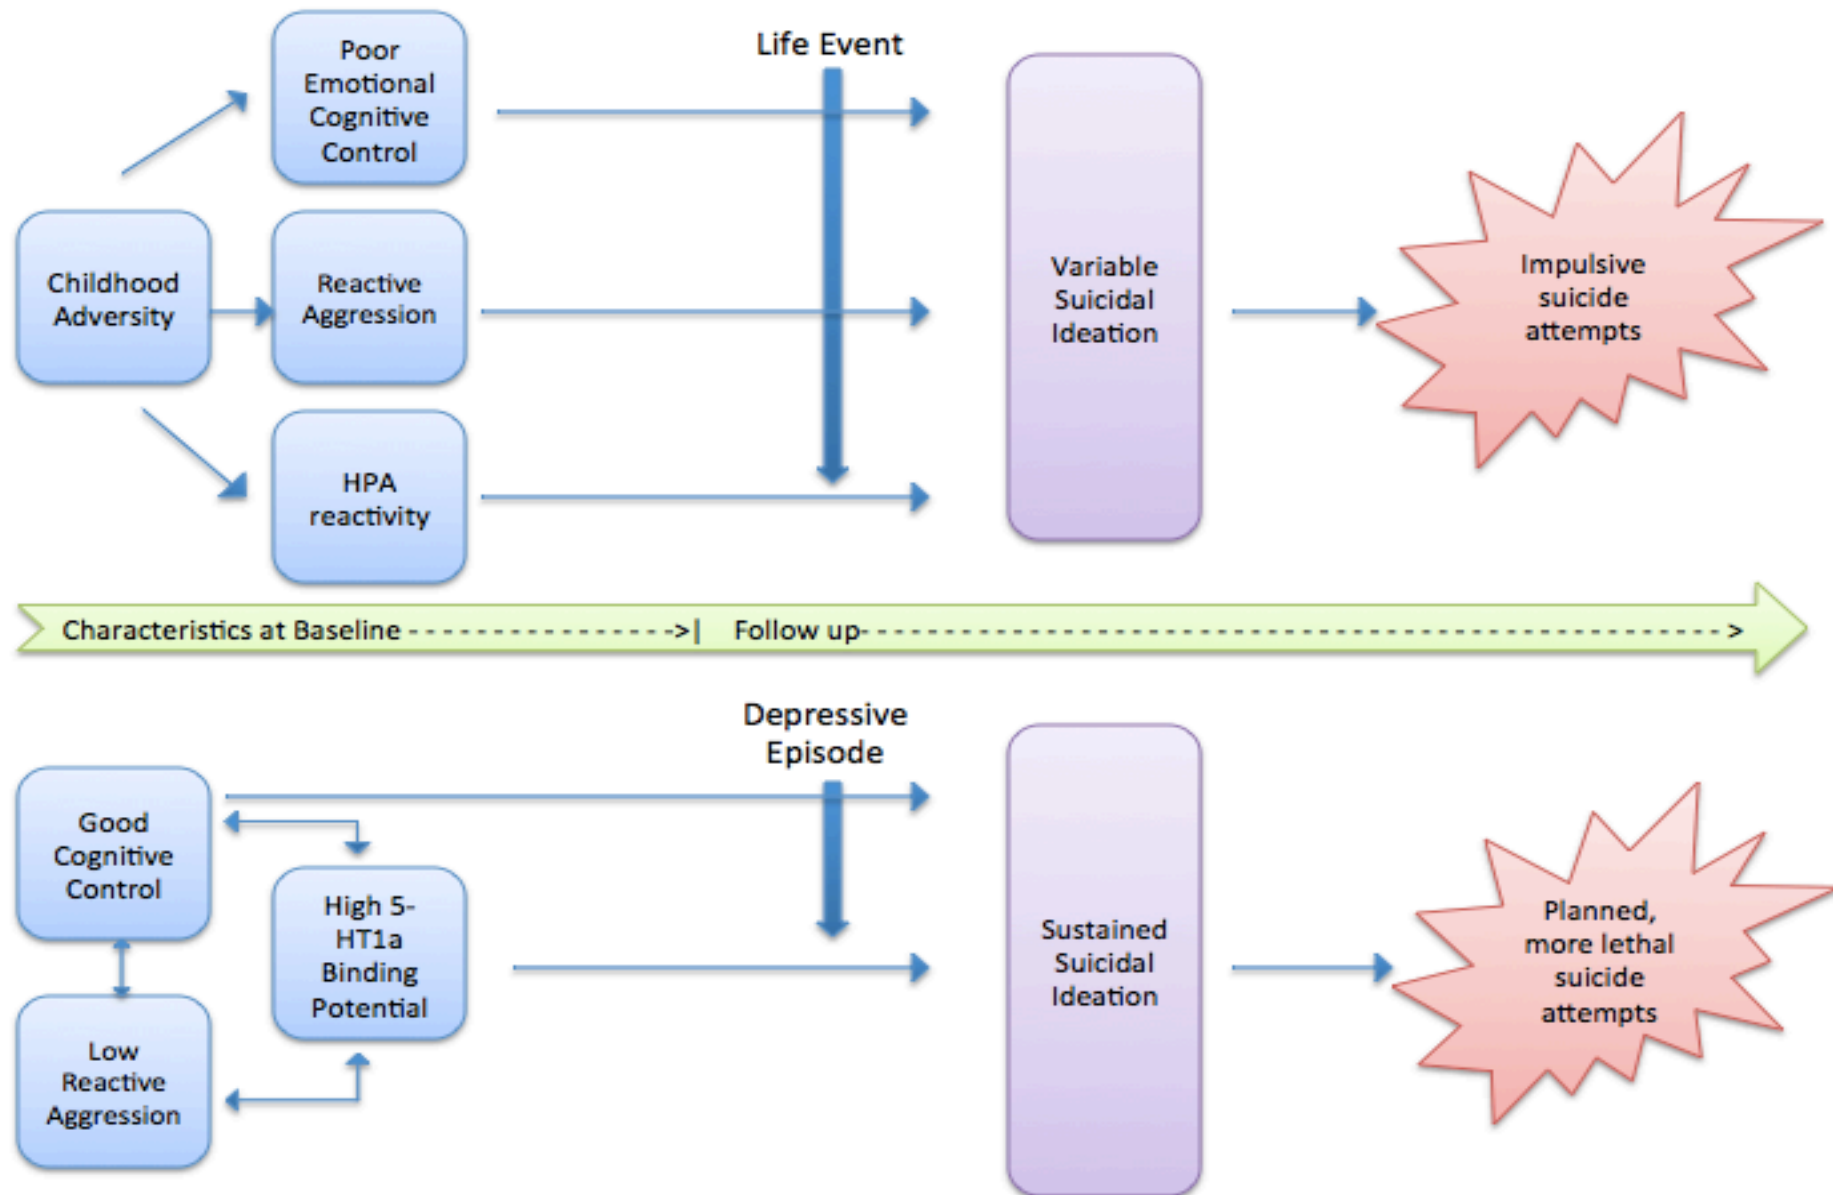 Poor
Emotional
Cognitive
Control
Life Event
Childhood
Adversity
Reactive
Aggression
HPA
reactivity
Variable
Suicidal
Ideation
Impulsive
suicide
attempts
Characteristics at Baseline - - - - - - - - - - - - - - - ->| Follow up- - - - - - - - - - - - - - - - - - - - - - - - - - - - - - - - - - - - - - - - - - - - - - - - - - - >
Depressive
Episode
Good
Cognitive
Control
High 5-
HT1a
Binding
Potential
Low
Reactive
Aggression
Sustained
Suicidal
Ideation
Planned,
more lethal
suicide
attempts